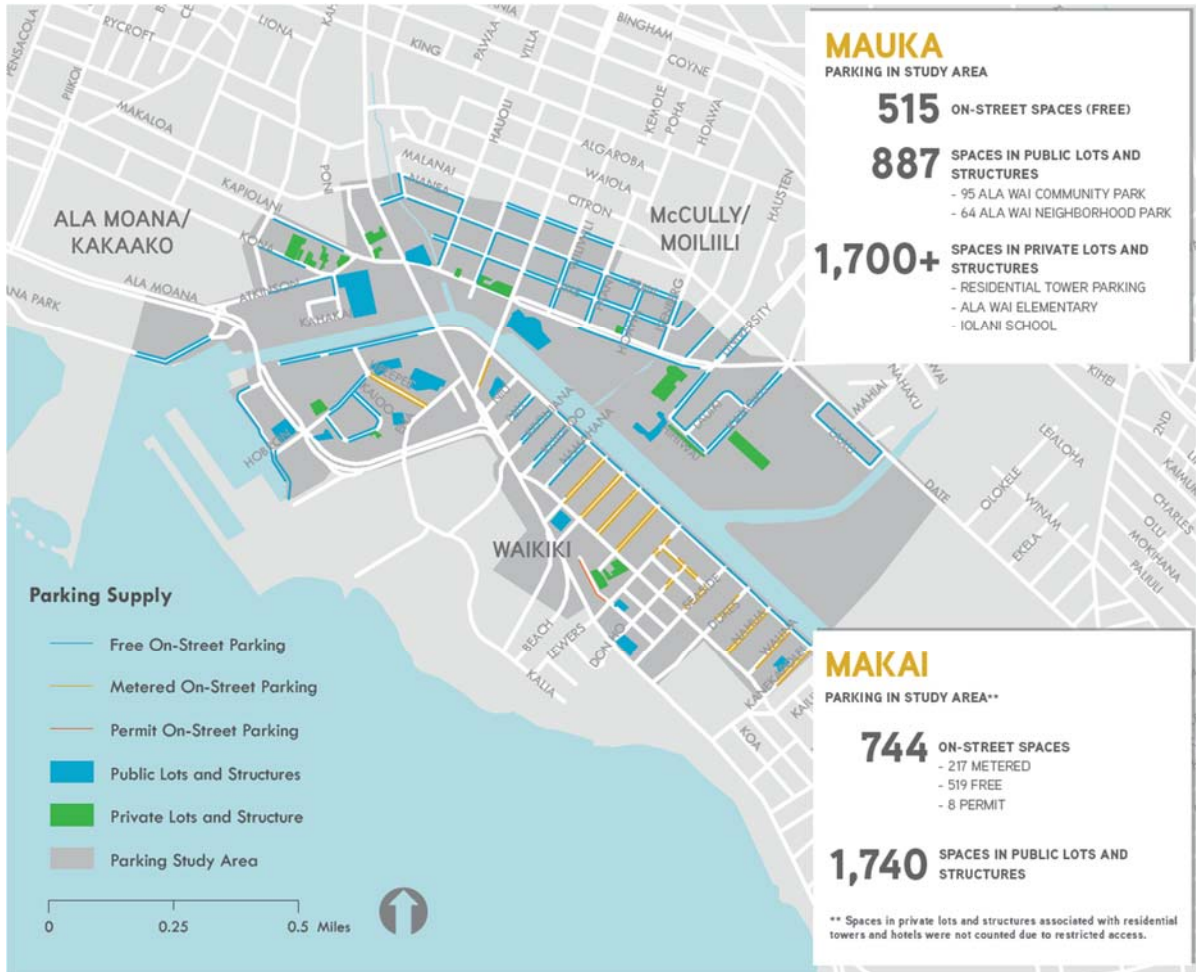 PENSACOLA
RYCROFT
LIONA
KING
PAWAA
VILLA
BINGHAM
COYNE
PIIKOI
MAKALOA
HAUOLI
KEMOLE
POHA
HOAWA
ALGAROBA
WAIOLA
CITRON
HAUSTEN
PONI
MALANAI
KAPIOLANI
KONA
ALA MOANA/
KAKAAKO
McCULLY/
MOILIILI
ALA MOANA
ATKINSON
UNIVERSITY
HOBRON
WAIKIKI
DATE
MAHIAI
NAHAKU
KIHEI
2ND
LEALOHA
OLOKELE
WINAM
EKELA
CHARLES
OLU
MOKIHANA
PALIULI
BEACH
LEWERS
DON HO
KALIA
SEASIDE
NAHUA
WALINA
KOA
MAUKA
PARKING IN STUDY AREA
515 ON-STREET SPACES (FREE)
887 SPACES IN PUBLIC LOTS AND
STRUCTURES
- 95 ALA WAI COMMUNITY PARK
- 64 ALA WAI NEIGHBORHOOD PARK
1,700+ SPACES IN PRIVATE LOTS AND
STRUCTURES
- RESIDENTIAL TOWER PARKING
- ALA WAI ELEMENTARY
- IOLANI SCHOOL
Parking Supply
Free On-Street Parking
Metered On-Street Parking
Permit On-Street Parking
Public Lots and Structures
Private Lots and Structure
Parking Study Area
0 0.25 0.5 Miles
MAKAI
PARKING IN STUDY AREA**
744 ON-STREET SPACES
- 217 METERED
- 519 FREE
- 8 PERMIT
1,740 SPACES IN PUBLIC LOTS AND
STRUCTURES
** Spaces in private lots and structures associated with residential
towers and hotels were not counted due to restricted access.